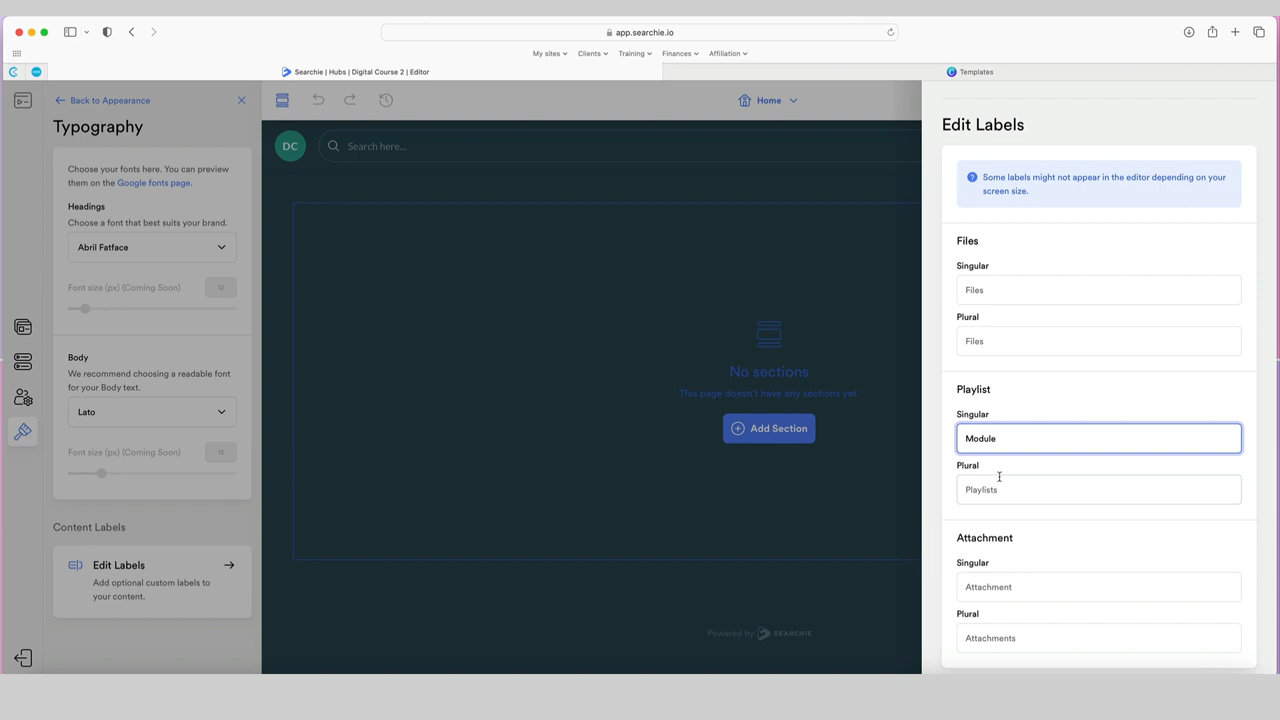 app.searchie.io
My sites
Clients
Training
Finances
Affiliation
Searchie | Hubs | Digital Course 2 | Editor
Templates
Back to Appearance
Typography
Choose your fonts here. You can preview
them on the Google fonts page.
Headings
Choose a font that best suits your brand.
Abril Fatface
Font size (px) (Coming Soon)
12
Body
We recommend choosing a readable font
for your Body text.
Lato
Font size (px) (Coming Soon)
12
Content Labels
Edit Labels
Add optional custom labels to
your content.
Home
DC
Search here...
No sections
This page doesn't have any sections yet.
Add Section
Powered by SEARCHIE
Edit Labels
Some labels might not appear in the editor depending on your
screen size.
Files
Singular
Files
Plural
Files
Playlist
Singular
Module
Plural
Playlists
Attachment
Singular
Attachment
Plural
Attachments